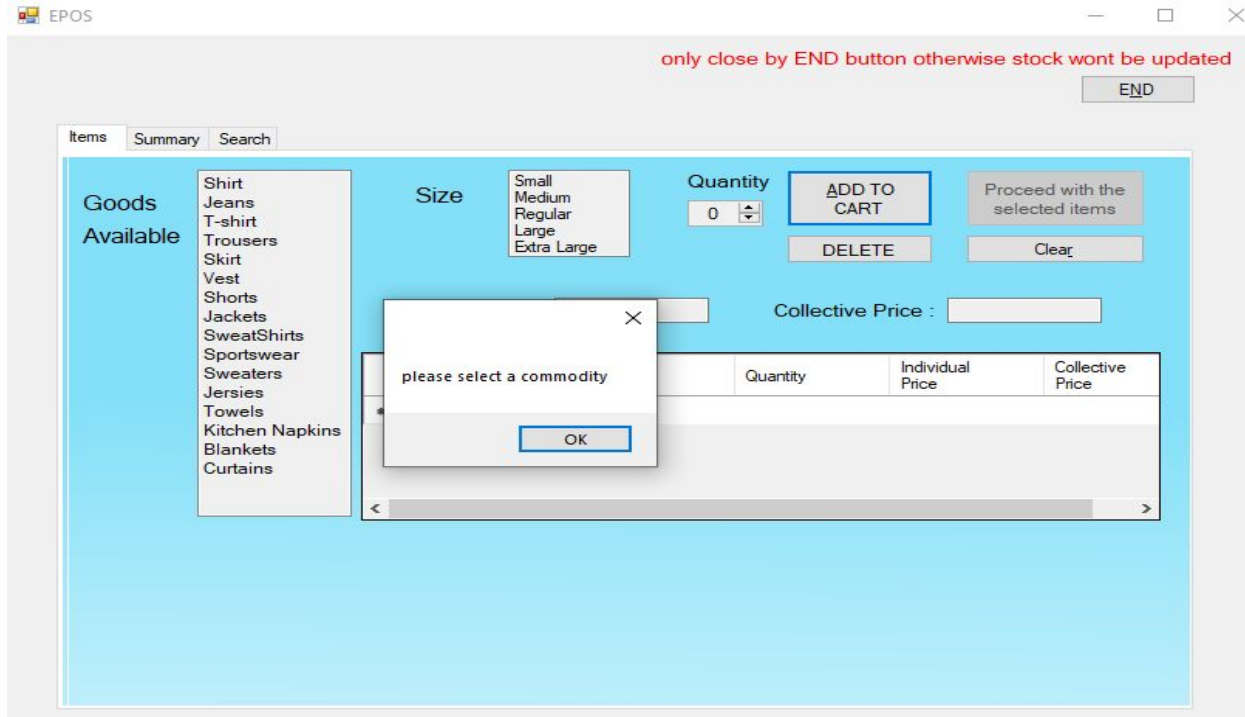 EPOS
only close by END button otherwise stock wont be updated
END
Items Summary Search
Goods
Available
Shirt
Jeans
T-shirt
Trousers
Skirt
Vest
Shorts
Jackets
SweatShirts
Sportswear
Sweaters
Jersies
Towels
Kitchen Napkins
Blankets
Curtains
Size
Small
Medium
Regular
Large
Extra Large
Quantity
0
ADD TO
CART
DELETE
Proceed with the
selected items
Clear
Collective Price :
please select a commodity
OK
Quantity
Individual
Price
Collective
Price